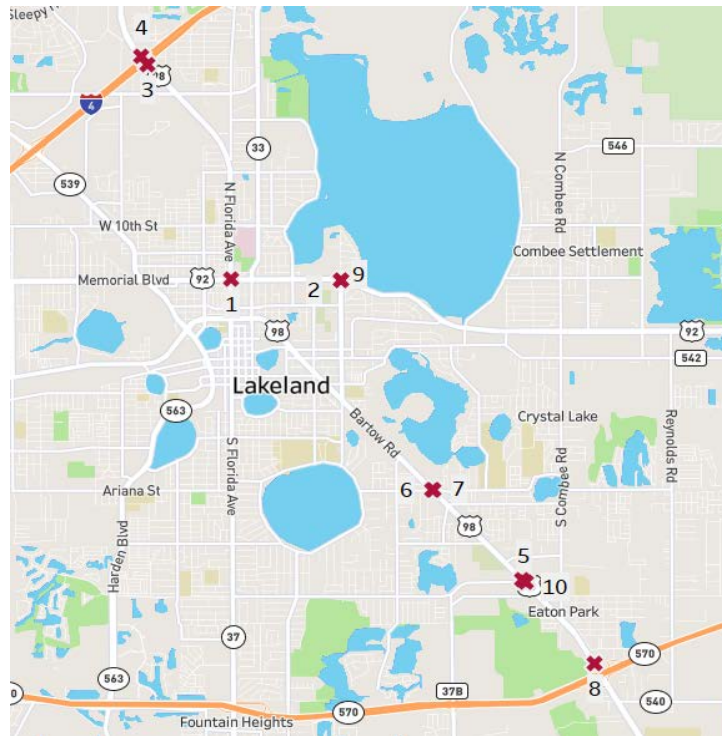 Sleepy
4
98
3
4
33
546
539
N Florida Ave
N Combee Rd
W 10th St
Combee Settlement
Memorial Blvd
92
1
2
9
98
92
542
Lakeland
563
Bartow Rd
Crystal Lake
Reynolds Rd
S Florida Ave
S Combee Rd
Ariana St
6
7
98
Harden Blvd
5
10
Eaton Park
37
570
8
563
37B
540
0
570
Fountain Heights